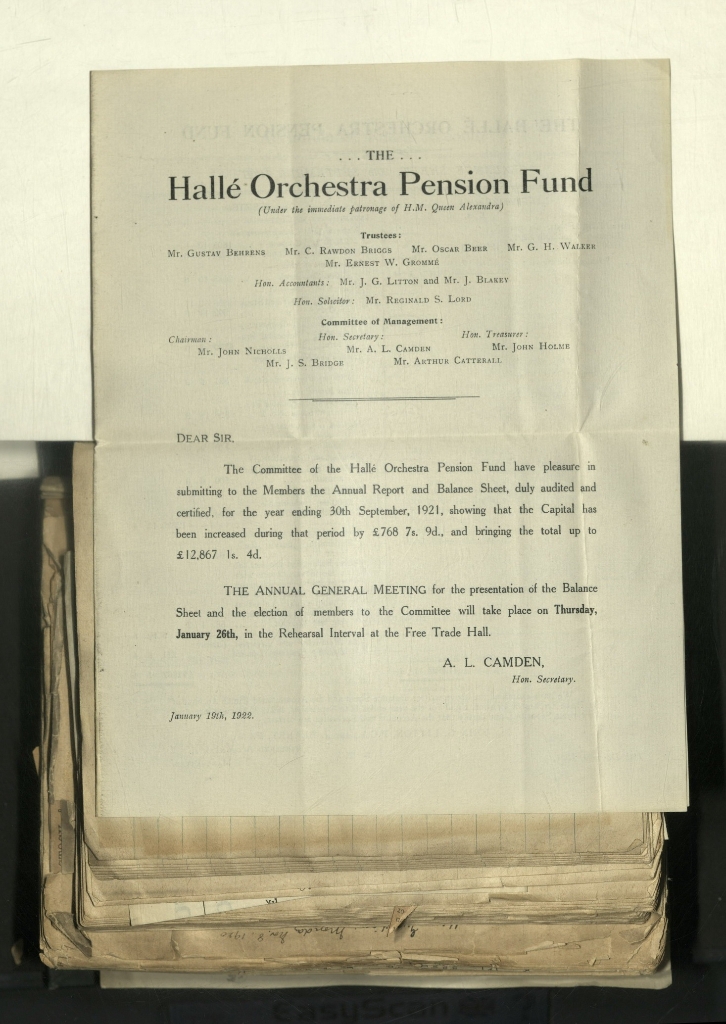 ... THE ...
Hallé Orchestra Pension Fund
(Under the immediate patronage of H.M. Queen Alexandra)
Trustees:
Mr. Gustav Behrens Mr. C. Rawdon Briggs Mr. Oscar Beer Mr. G. H. Walker
Mr. Ernest W. Grommé
Hon. Accountants: Mr. J. G. Litton and Mr. J. Blakey
Hon. Solicitor: Mr. Reginald S. Lord
Committee of Management:
Chairman: Hon. Secretary: Hon. Treasurer:
Mr. John Nicholls Mr. A. L. Camden Mr. John Holme
Mr. J. S. Bridge Mr. Arthur Catterall
DEAR SIR,
The Committee of the Hallé Orchestra Pension Fund have pleasure in
submitting to the Members the Annual Report and Balance Sheet, duly audited and
certified, for the year ending 30th September, 1921, showing that the Capital has
been increased during that period by £768 7s. 9d., and bringing the total up to
£12,867 1s. 4d.
THE ANNUAL GENERAL MEETING for the presentation of the Balance
Sheet and the election of members to the Committee will take place on Thursday,
January 26th, in the Rehearsal Interval at the Free Trade Hall.
A. L. CAMDEN,
Hon. Secretary.
January 19th, 1922.
EasyScan